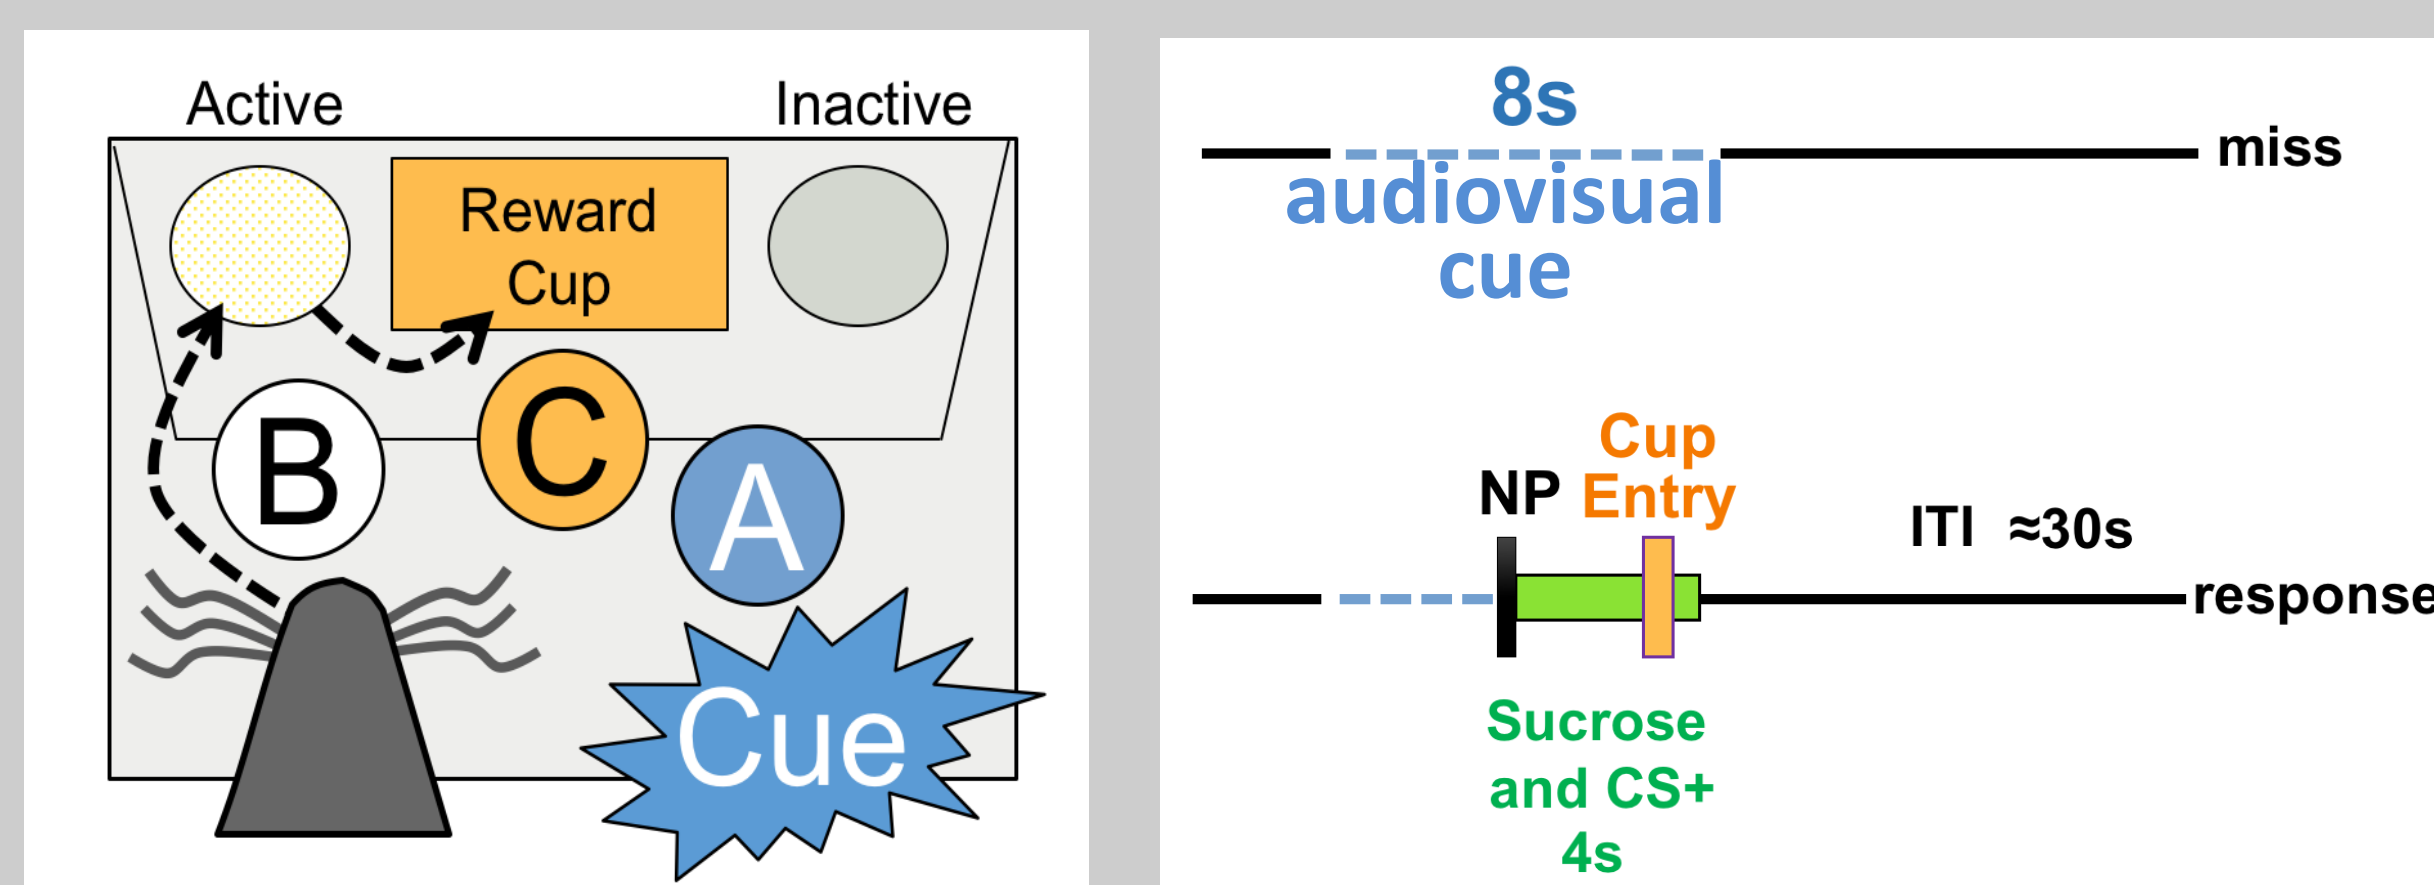 Active
Inactive
Reward
Cup
B
C
A
Cue
8s
miss
audiovisual
cue
Cup
NP Entry
ITI ≈30s
response
Sucrose
and CS+
4s